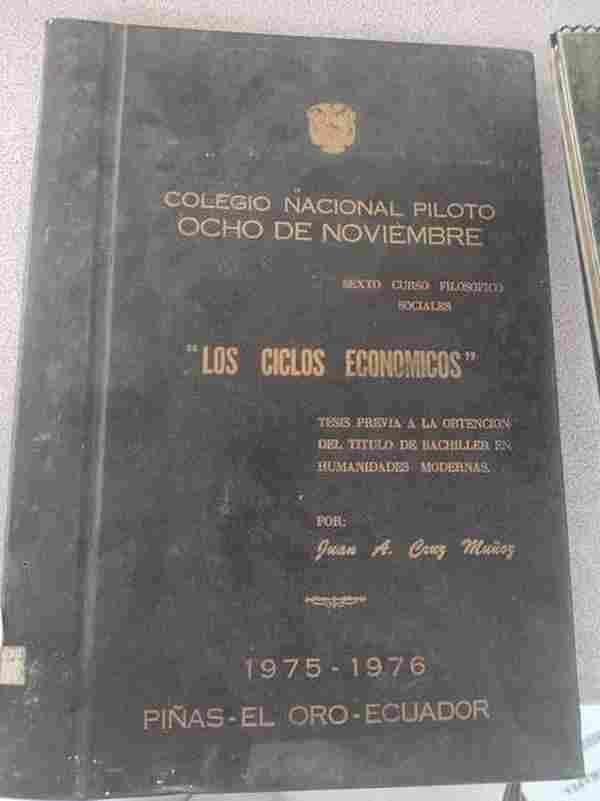 COLEGIO NACIONAL PILOTO
OCHO DE NOVIEMBRE
SEXTO CURSO FILOSOFICO
SOCIALES
"LOS CICLOS ECONOMICOS"
TESIS PREVIA A LA OBTENCION
DEL TITULO DE BACHILLER EN
HUMANIDADES MODERNAS.
POR:
Juan A. Cruz Muñoz
1975 - 1976
PIÑAS - EL ORO - ECUADOR